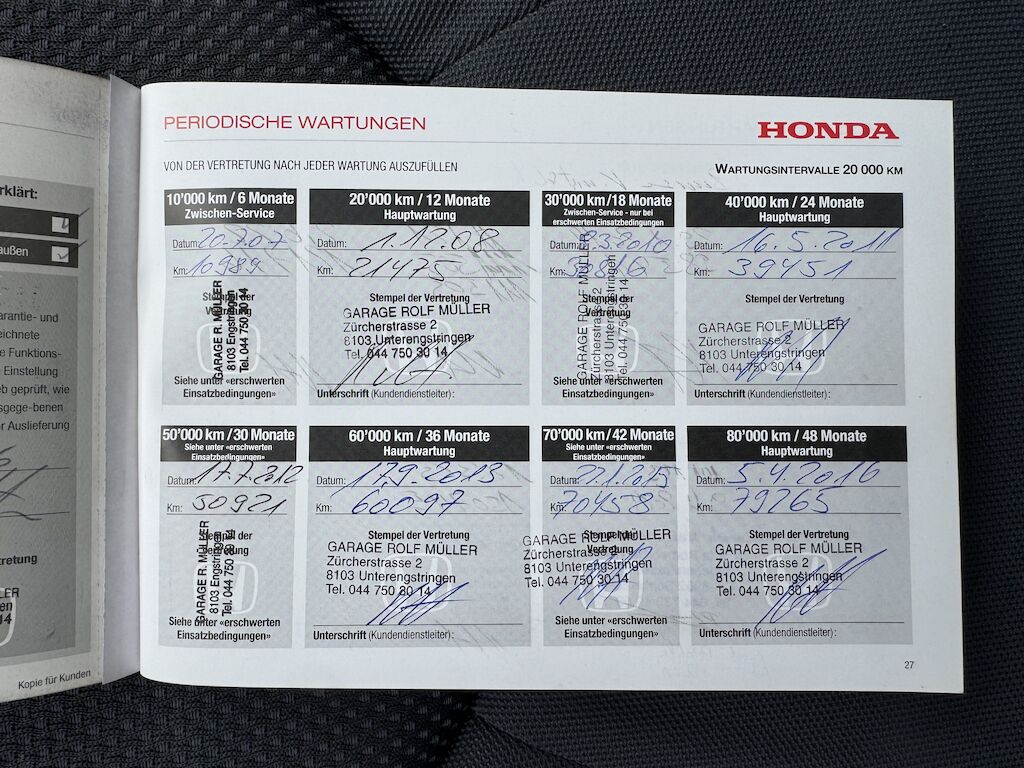 rklärt:
außen
arantie- und
eichnete
e Funktions-
Einstellung
eb geprüft, wie
sgege-benen
r Auslieferung
rtretung
Kopie für Kunden
PERIODISCHE WARTUNGEN
HONDA
VON DER VERTRETUNG NACH JEDER WARTUNG AUSZUFÜLLEN
WARTUNGSINTERVALLE 20 000 KM
10'000 km / 6 Monate
Zwischen-Service
Datum: 20.7.07
Km: 10989
Stempel der
Vertretung
GARAGE R. MÜLLER
8103 Engstringen
Tel. 044 750 30 14
Siehe unter «erschwerten
Einsatzbedingungen»
20'000 km / 12 Monate
Hauptwartung
Datum: 1.12.08
Km: 21475
Stempel der Vertretung
GARAGE ROLF MÜLLER
Zürcherstrasse 2
8103 Unterengstringen
Tel. 044 750 30 14
Unterschrift (Kundendienstleiter):
30'000 km/18 Monate
Zwischen-Service - nur bei
erschwerten Einsatzbedingungen
Datum:
Km:
Stempel der
Vertretung
GARAGE ROLF MÜLLER
Zürcherstrasse 2
8103 Unterengstringen
Tel. 044 750 30 14
Siehe unter «erschwerten
Einsatzbedingungen»
40'000 km / 24 Monate
Hauptwartung
Datum: 16.5.2011
Km: 39451
Stempel der Vertretung
GARAGE ROLF MÜLLER
Zürcherstrasse 2
8103 Unterengstringen
Tel. 044 750 30 14
Unterschrift (Kundendienstleiter):
50'000 km / 30 Monate
Siehe unter «erschwerten
Einsatzbedingungen»
Datum: 17.7.2012
Km: 50921
Stempel der
Vertretung
GARAGE R. MÜLLER
8103 Engstringen
Tel. 044 750 30 14
Siehe unter «erschwerten
Einsatzbedingungen»
60'000 km / 36 Monate
Hauptwartung
Datum: 17.9.2013
Km: 60097
Stempel der Vertretung
GARAGE ROLF MÜLLER
Zürcherstrasse 2
8103 Unterengstringen
Tel. 044 750 30 14
Unterschrift (Kundendienstleiter):
70'000 km / 42 Monate
Siehe unter «erschwerten
Einsatzbedingungen»
Datum:
Km: 70458
Stempel der
Vertretung
GARAGE ROLF MÜLLER
Zürcherstrasse 2
8103 Unterengstringen
Tel. 044 750 30 14
Siehe unter «erschwerten
Einsatzbedingungen»
80'000 km / 48 Monate
Hauptwartung
Datum: 5.4.2016
Km: 79265
Stempel der Vertretung
GARAGE ROLF MÜLLER
Zürcherstrasse 2
8103 Unterengstringen
Tel. 044 750 30 14
Unterschrift (Kundendienstleiter):
27